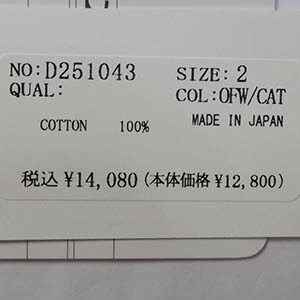 NO:D251043 SIZE: 2
QUAL: COL:OFW/CAT
COTTON 100% MADE IN JAPAN
税込 ¥14,080 (本体価格 ¥12,800)